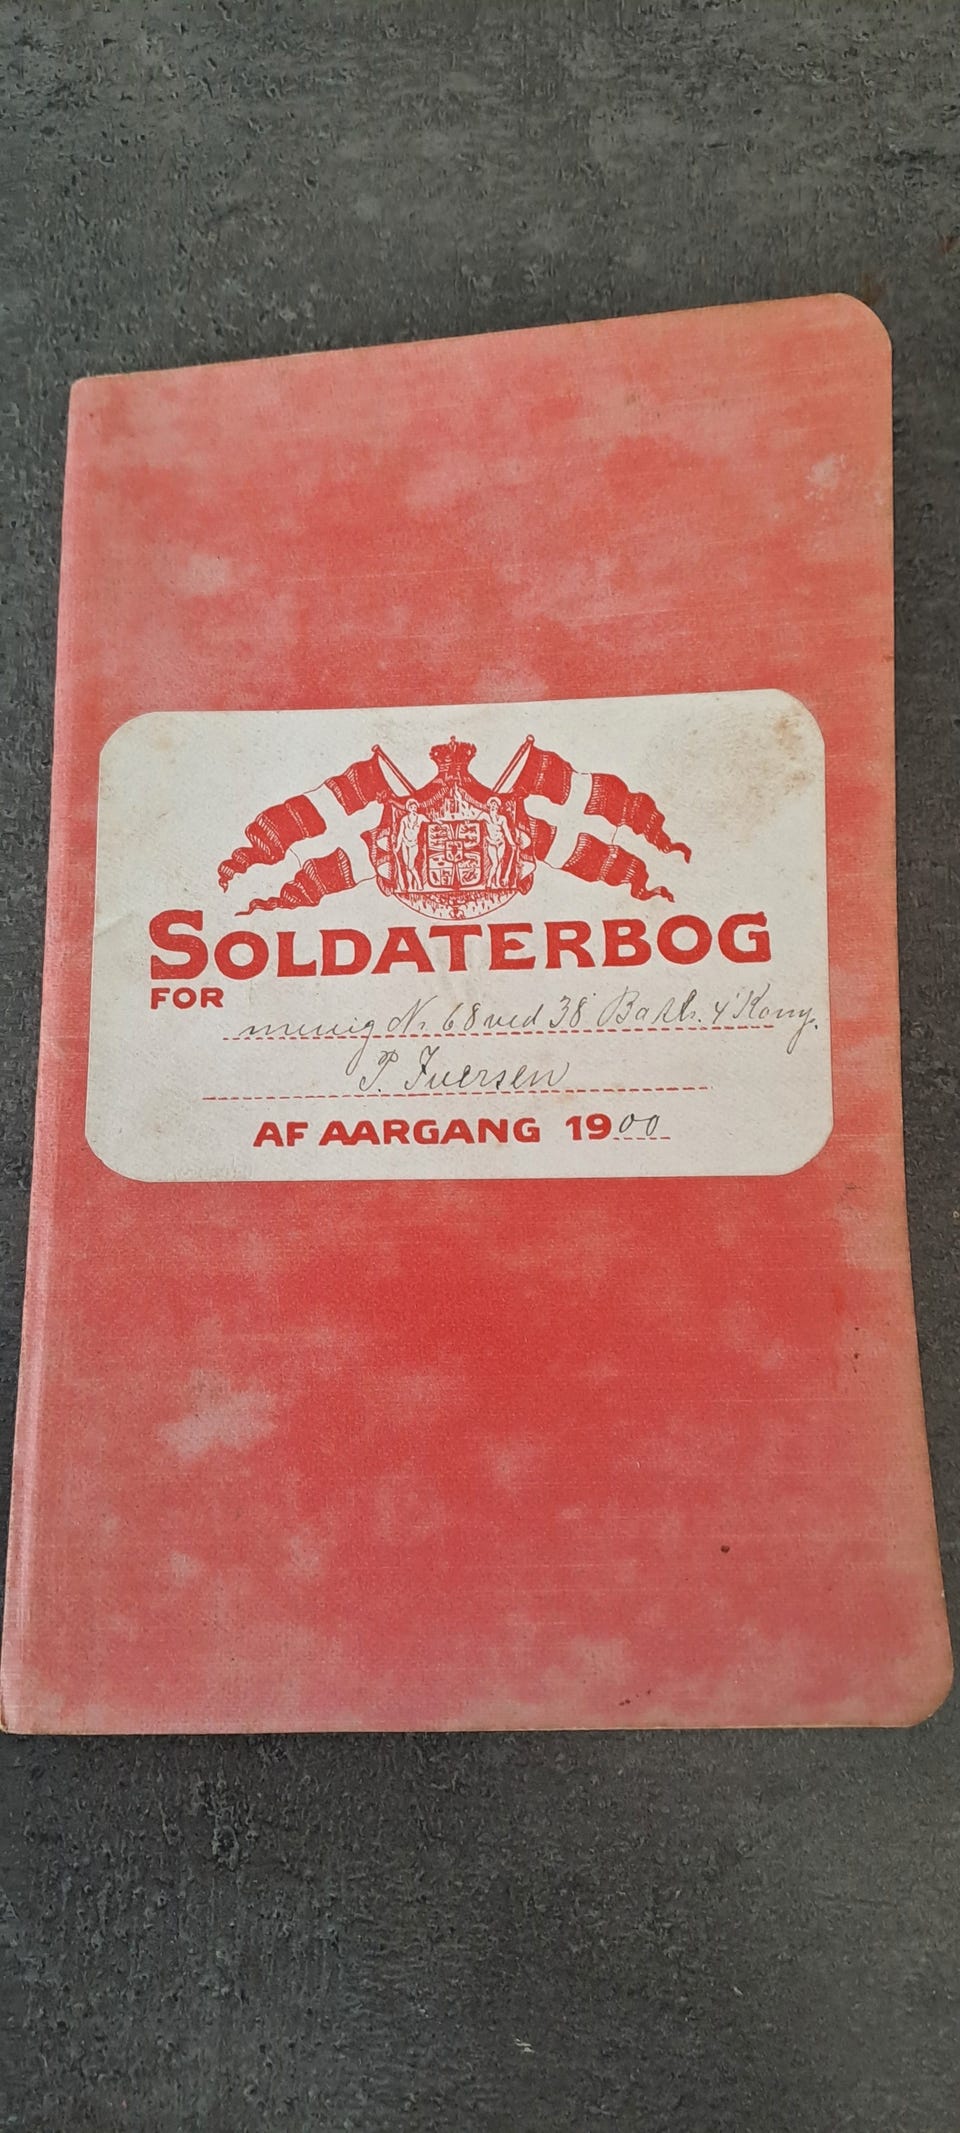 SOLDATERBOG
FOR
menig Nr 68 ved 38' Batl. 4' Komp.
P. Iversen
AF AARGANG 1900